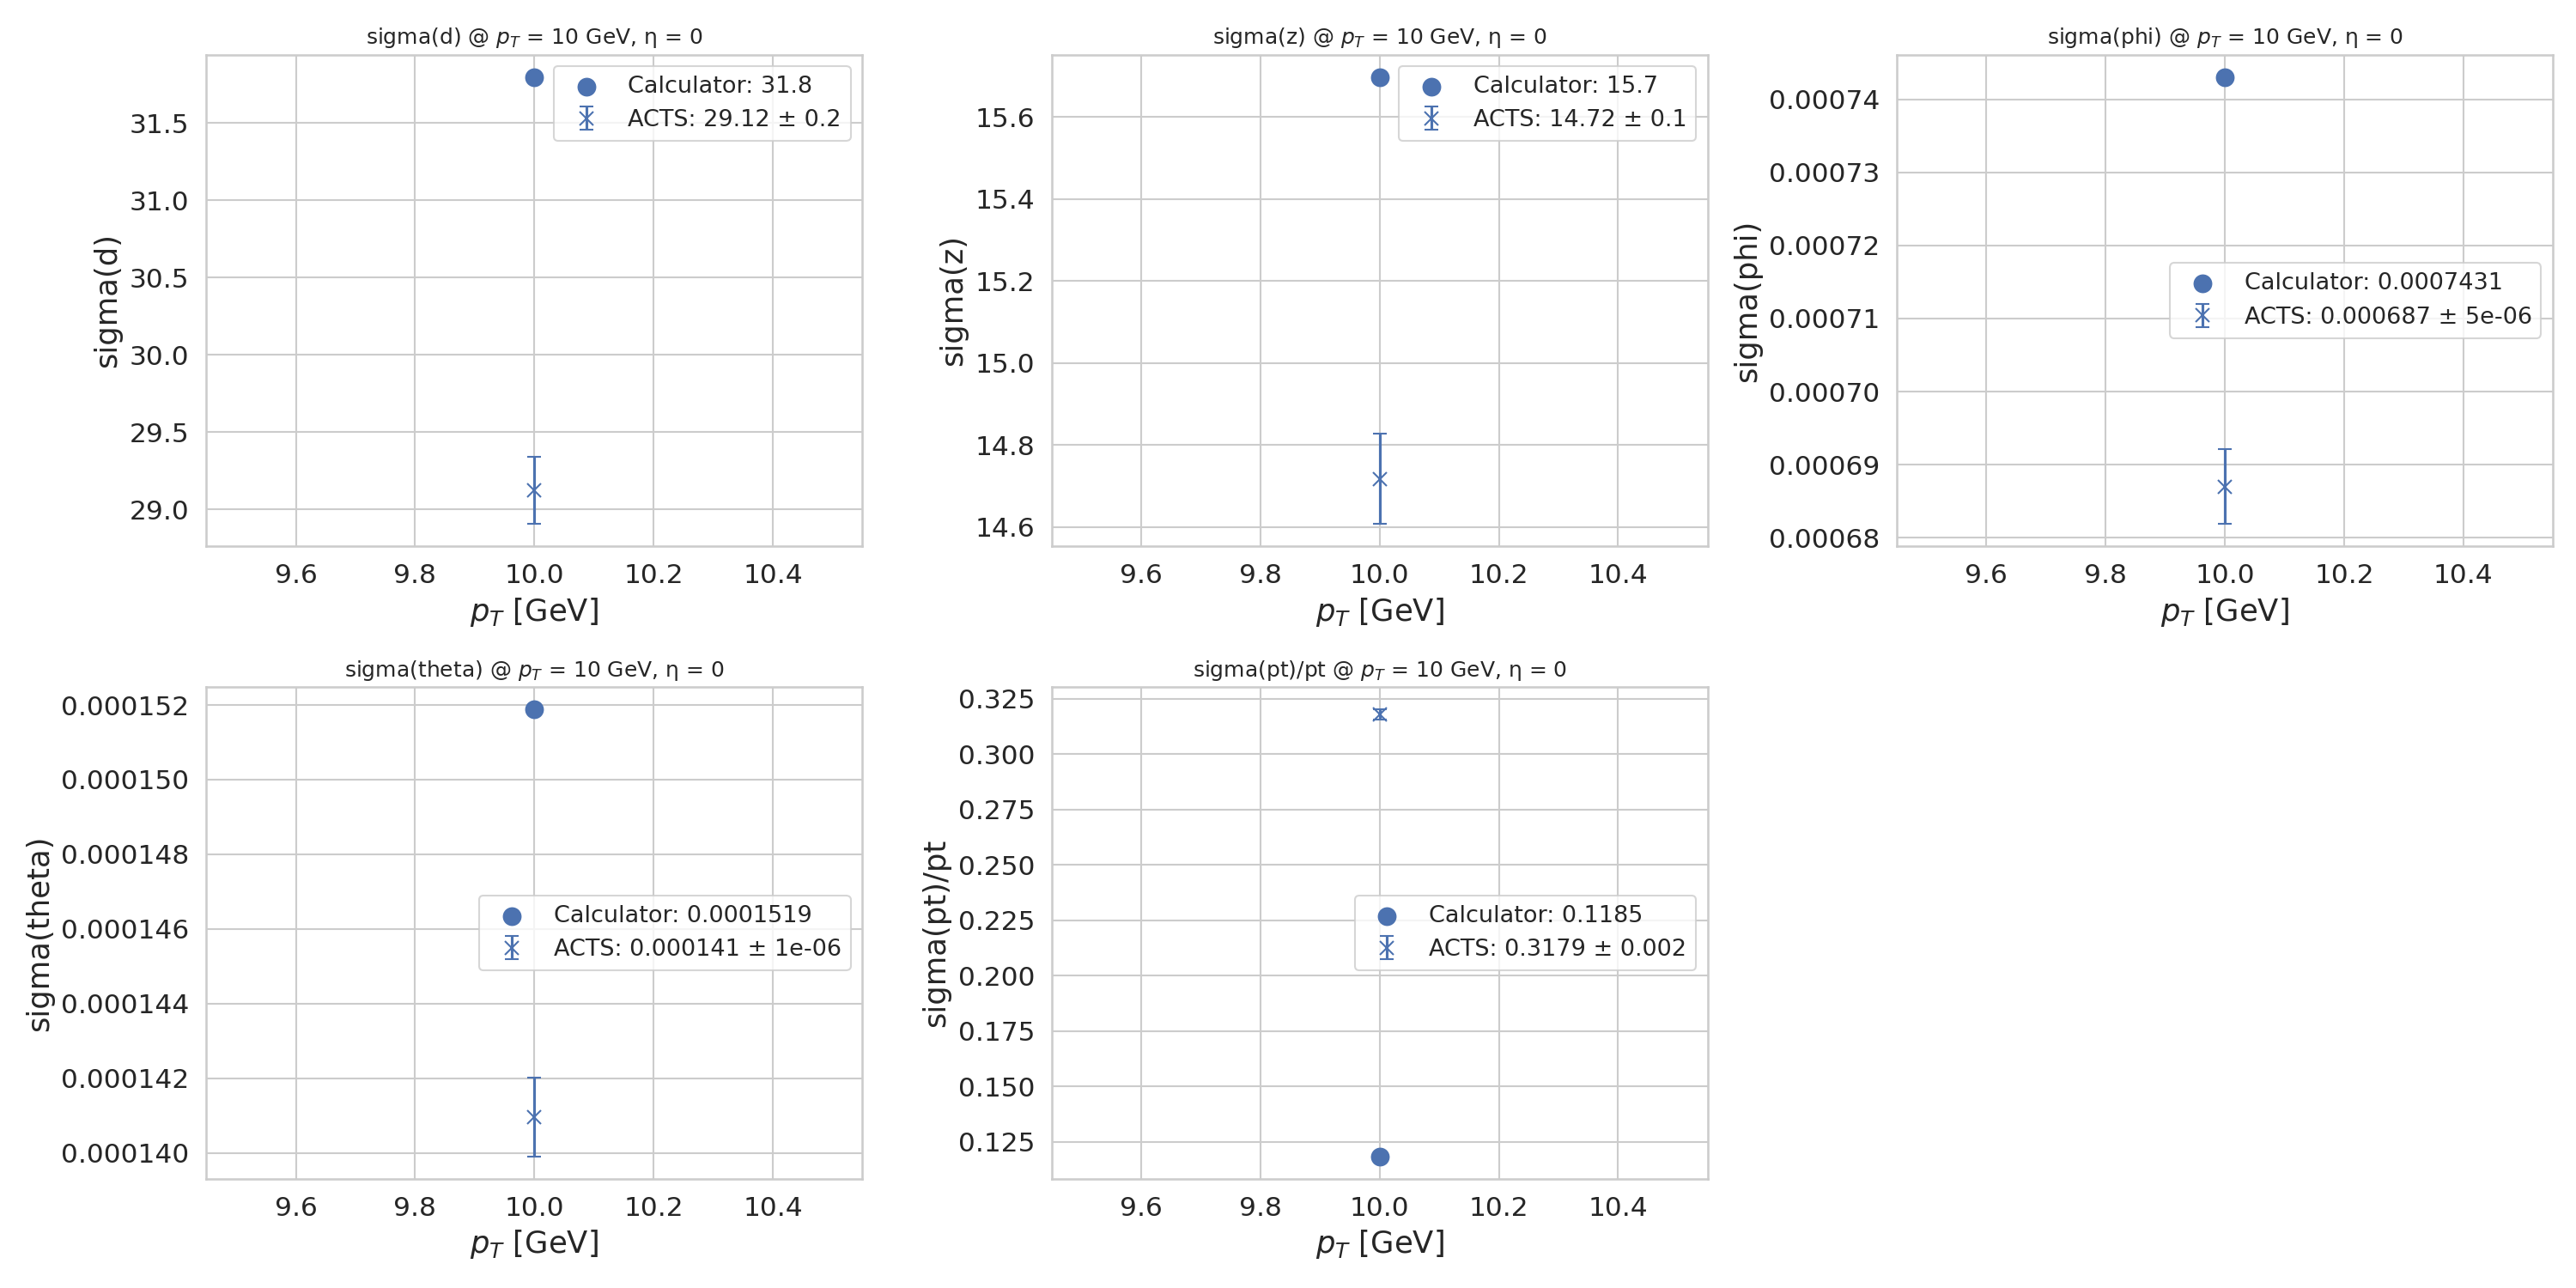 sigma(d) @ p_T = 10 GeV, η = 0
sigma(d)
31.5
31.0
30.5
30.0
29.5
29.0
Calculator: 31.8
ACTS: 29.12 ± 0.2
9.6 9.8 10.0 10.2 10.4
p_T [GeV]
sigma(z) @ p_T = 10 GeV, η = 0
sigma(z)
15.6
15.4
15.2
15.0
14.8
14.6
Calculator: 15.7
ACTS: 14.72 ± 0.1
9.6 9.8 10.0 10.2 10.4
p_T [GeV]
sigma(phi) @ p_T = 10 GeV, η = 0
sigma(phi)
0.00074
0.00073
0.00072
0.00071
0.00070
0.00069
0.00068
Calculator: 0.0007431
ACTS: 0.000687 ± 5e-06
9.6 9.8 10.0 10.2 10.4
p_T [GeV]
sigma(theta) @ p_T = 10 GeV, η = 0
sigma(theta)
0.000152
0.000150
0.000148
0.000146
0.000144
0.000142
0.000140
Calculator: 0.0001519
ACTS: 0.000141 ± 1e-06
9.6 9.8 10.0 10.2 10.4
p_T [GeV]
sigma(pt)/pt @ p_T = 10 GeV, η = 0
sigma(pt)/pt
0.325
0.300
0.275
0.250
0.225
0.200
0.175
0.150
0.125
Calculator: 0.1185
ACTS: 0.3179 ± 0.002
9.6 9.8 10.0 10.2 10.4
p_T [GeV]